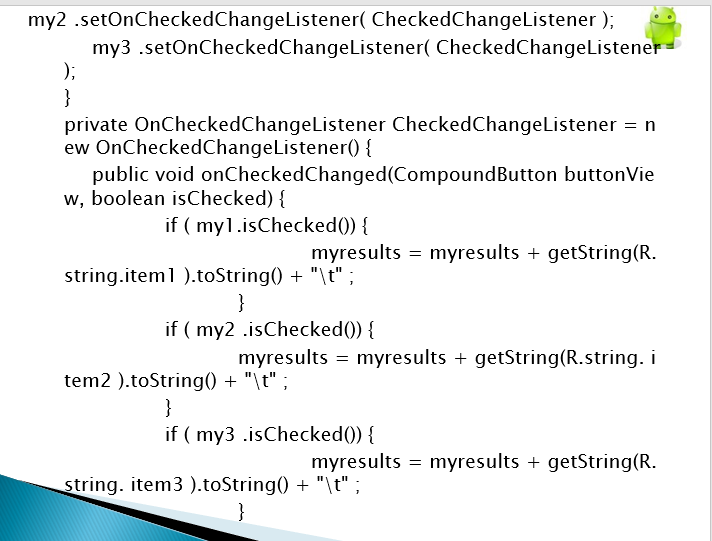 my2 .setOnCheckedChangeListener( CheckedChangeListener );
my3 .setOnCheckedChangeListener( CheckedChangeListener
);
}
private OnCheckedChangeListener CheckedChangeListener = n
ew OnCheckedChangeListener() {
public void onCheckedChanged(CompoundButton buttonVie
w, boolean isChecked) {
if ( my1.isChecked()) {
myresults = myresults + getString(R.
string.item1 ).toString() + "\t" ;
}
if ( my2 .isChecked()) {
myresults = myresults + getString(R.string. i
tem2 ).toString() + "\t" ;
}
if ( my3 .isChecked()) {
myresults = myresults + getString(R.
string. item3 ).toString() + "\t" ;
}